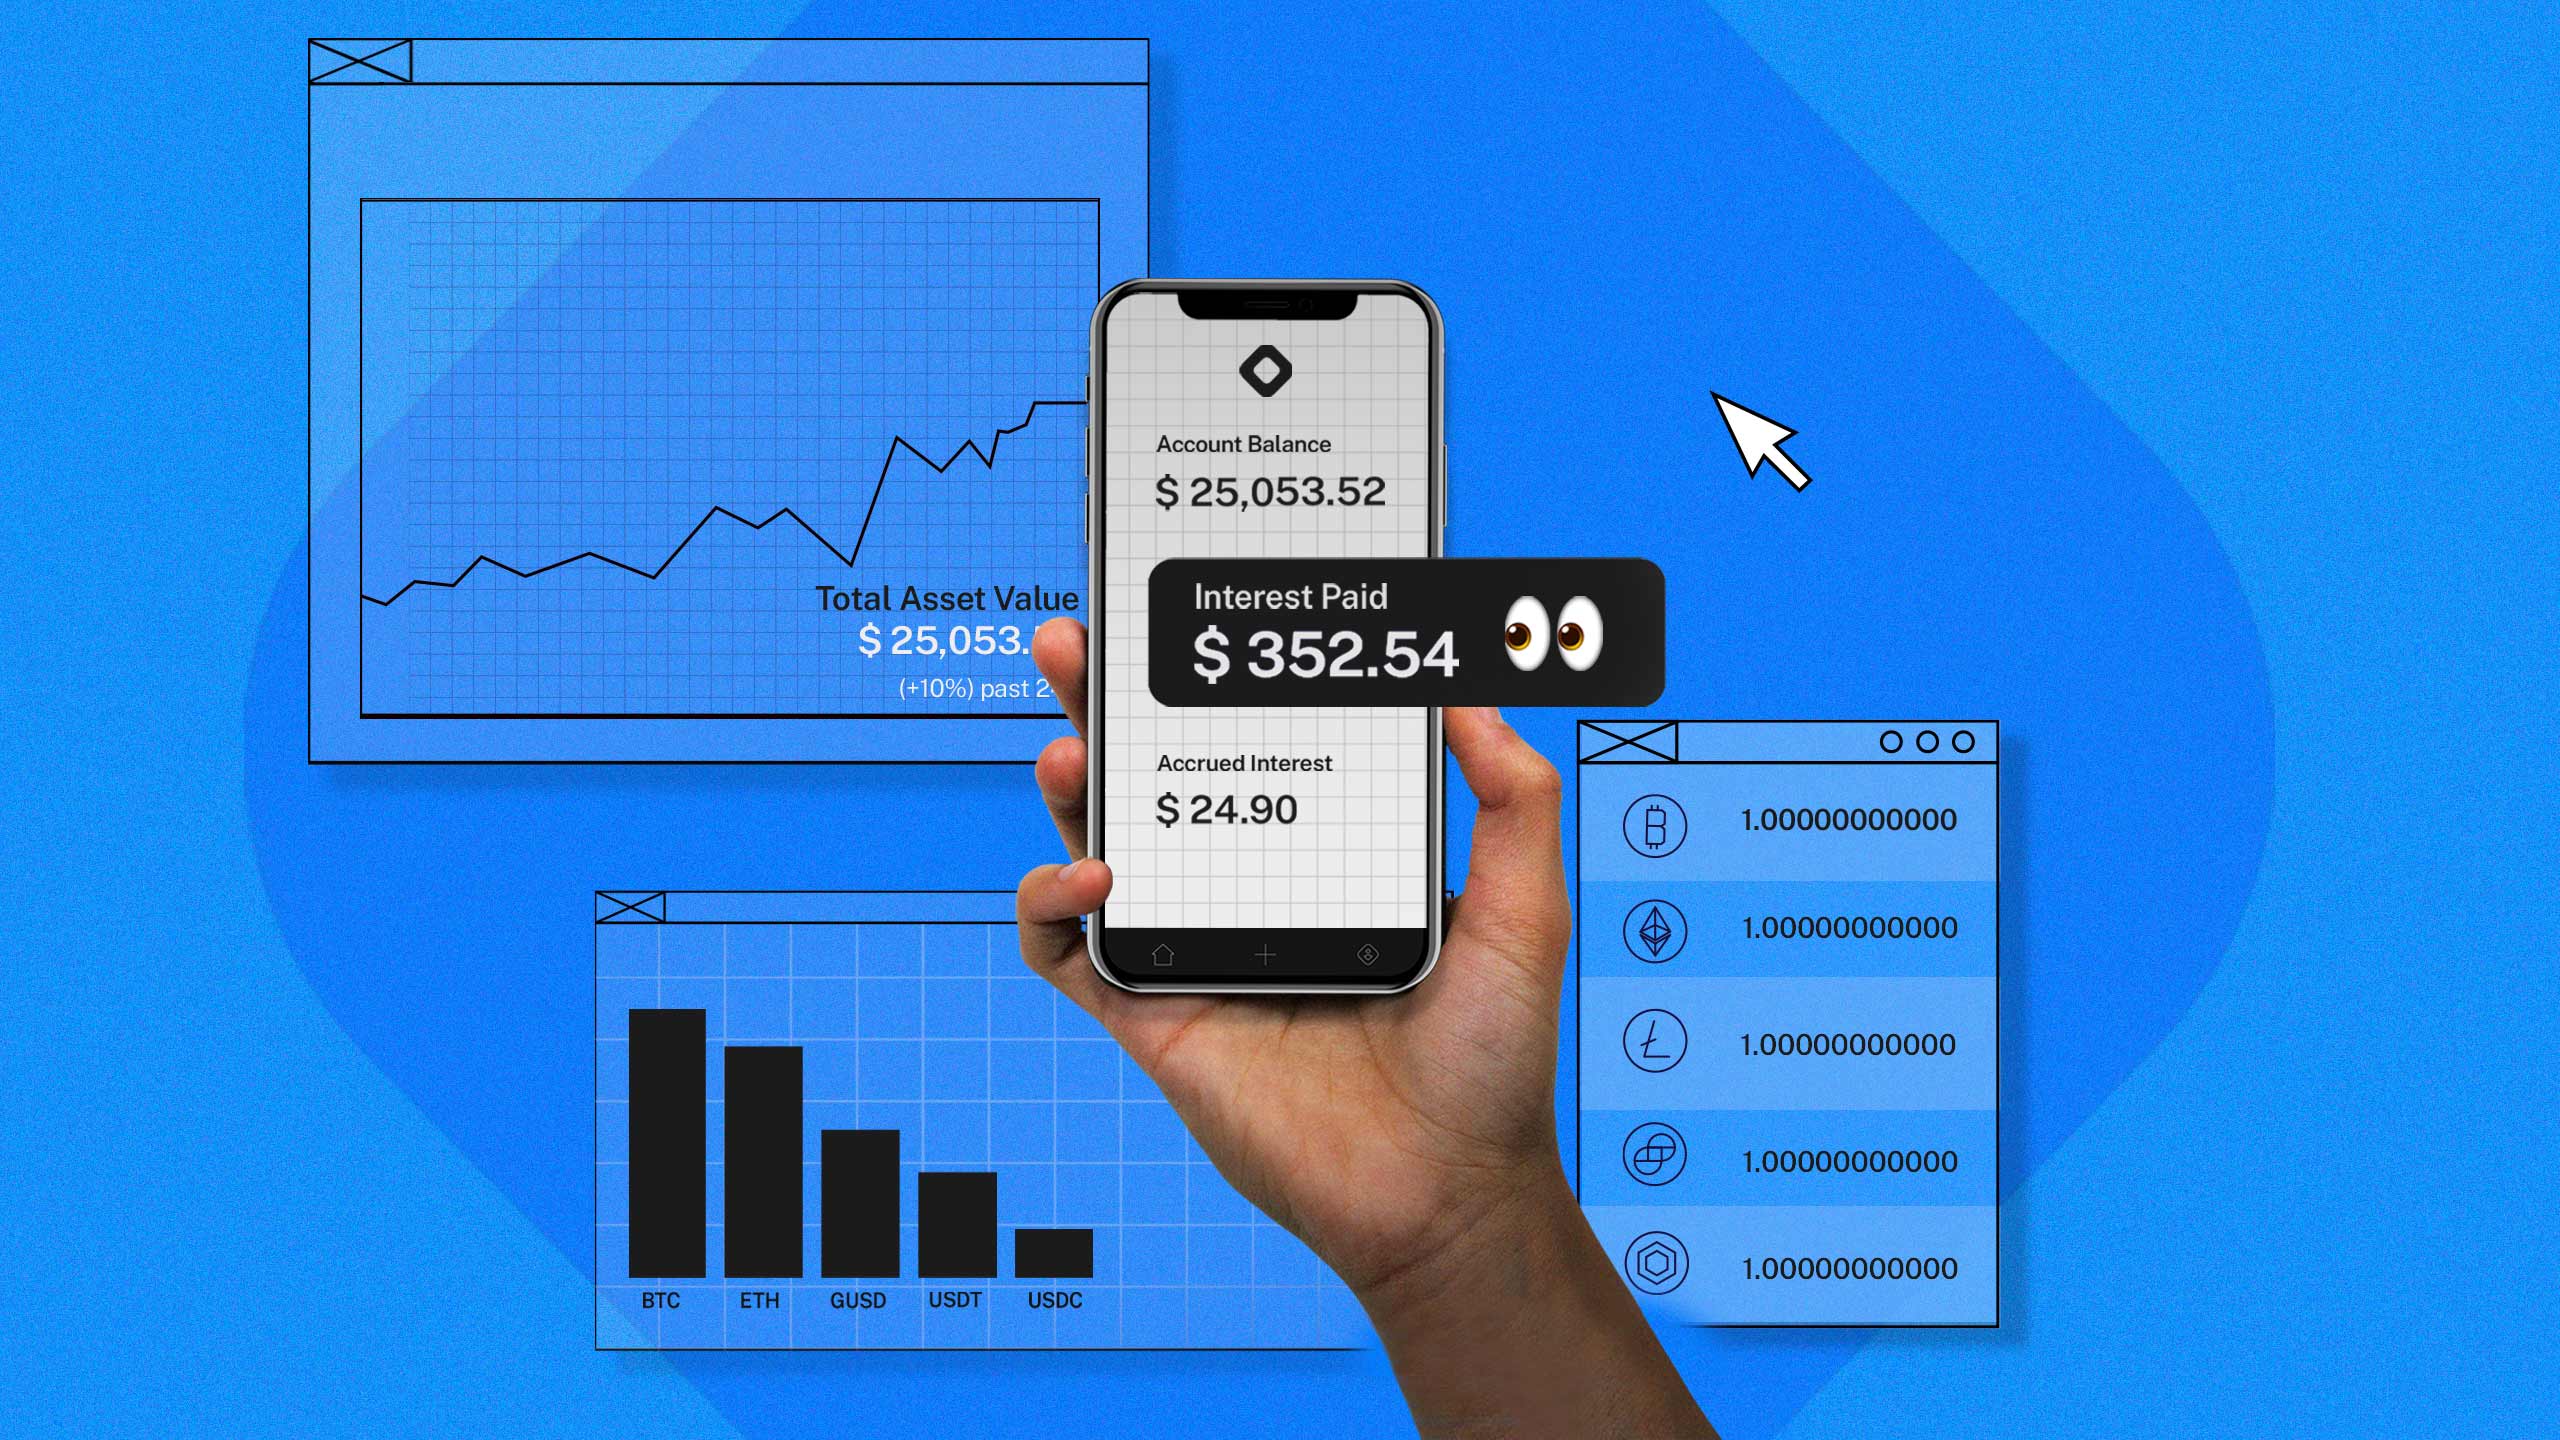 Total Asset Value
$ 25,053.
(+10%) past
Account Balance
$ 25,053.52
Interest Paid
$ 352.54
Accrued Interest
$ 24.90
BTC
ETH
GUSD
USDT
USDC
1.00000000000
1.00000000000
1.00000000000
1.00000000000
1.00000000000